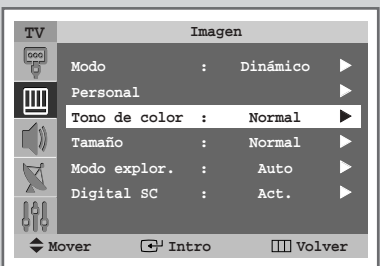 TV Imagen
Modo : Dinámico
Personal
Tono de color : Normal
Tamaño : Normal
Modo explor. : Auto
Digital SC : Act.
Mover Intro Volver